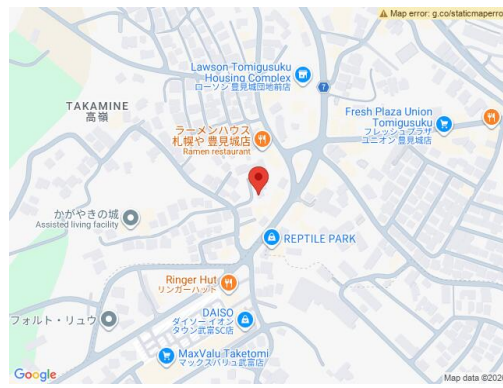 Map error: g.co/staticmaperro
Lawson-Tomigusuku
Housing Complex
ローソン 豊見城団地前店
7
TAKAMINE
高嶺
Fresh Plaza Union
Tomigusuku
フレッシュプラザ
ユニオン 豊見城店
ラーメンハウス
札幌や 豊見城店
Ramen restaurant
かがやきの城
Assisted living facility
REPTILE PARK
Ringer Hut
リンガーハット
フォルト・リュウ
DAISO
ダイソー イオン
タウン武富SC店
MaxValu Taketomi
マックスバリュ武富店
Google
Map data ©202